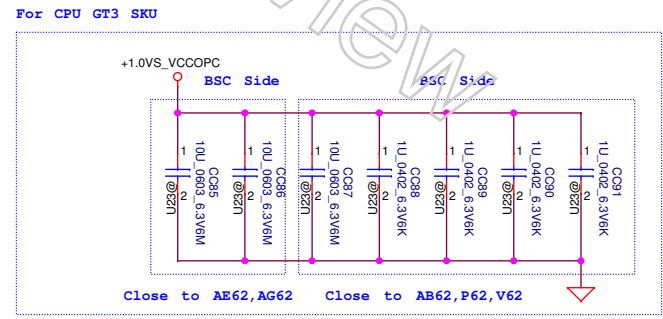 For CPU GT3 SKU
+1.0VS_VCCOPC
BSC Side
BSC Side
1
2
CC85
10U_0603_6.3V6M
U23@
1
2
CC86
10U_0603_6.3V6M
U23@
1
2
CC87
10U_0603_6.3V6M
U23@
1
2
CC88
1U_0402_6.3V6K
U23@
1
2
CC89
1U_0402_6.3V6K
U23@
1
2
CC90
1U_0402_6.3V6K
U23@
1
2
CC91
1U_0402_6.3V6K
U23@
Close to AE62,AG62
Close to AB62,P62,V62